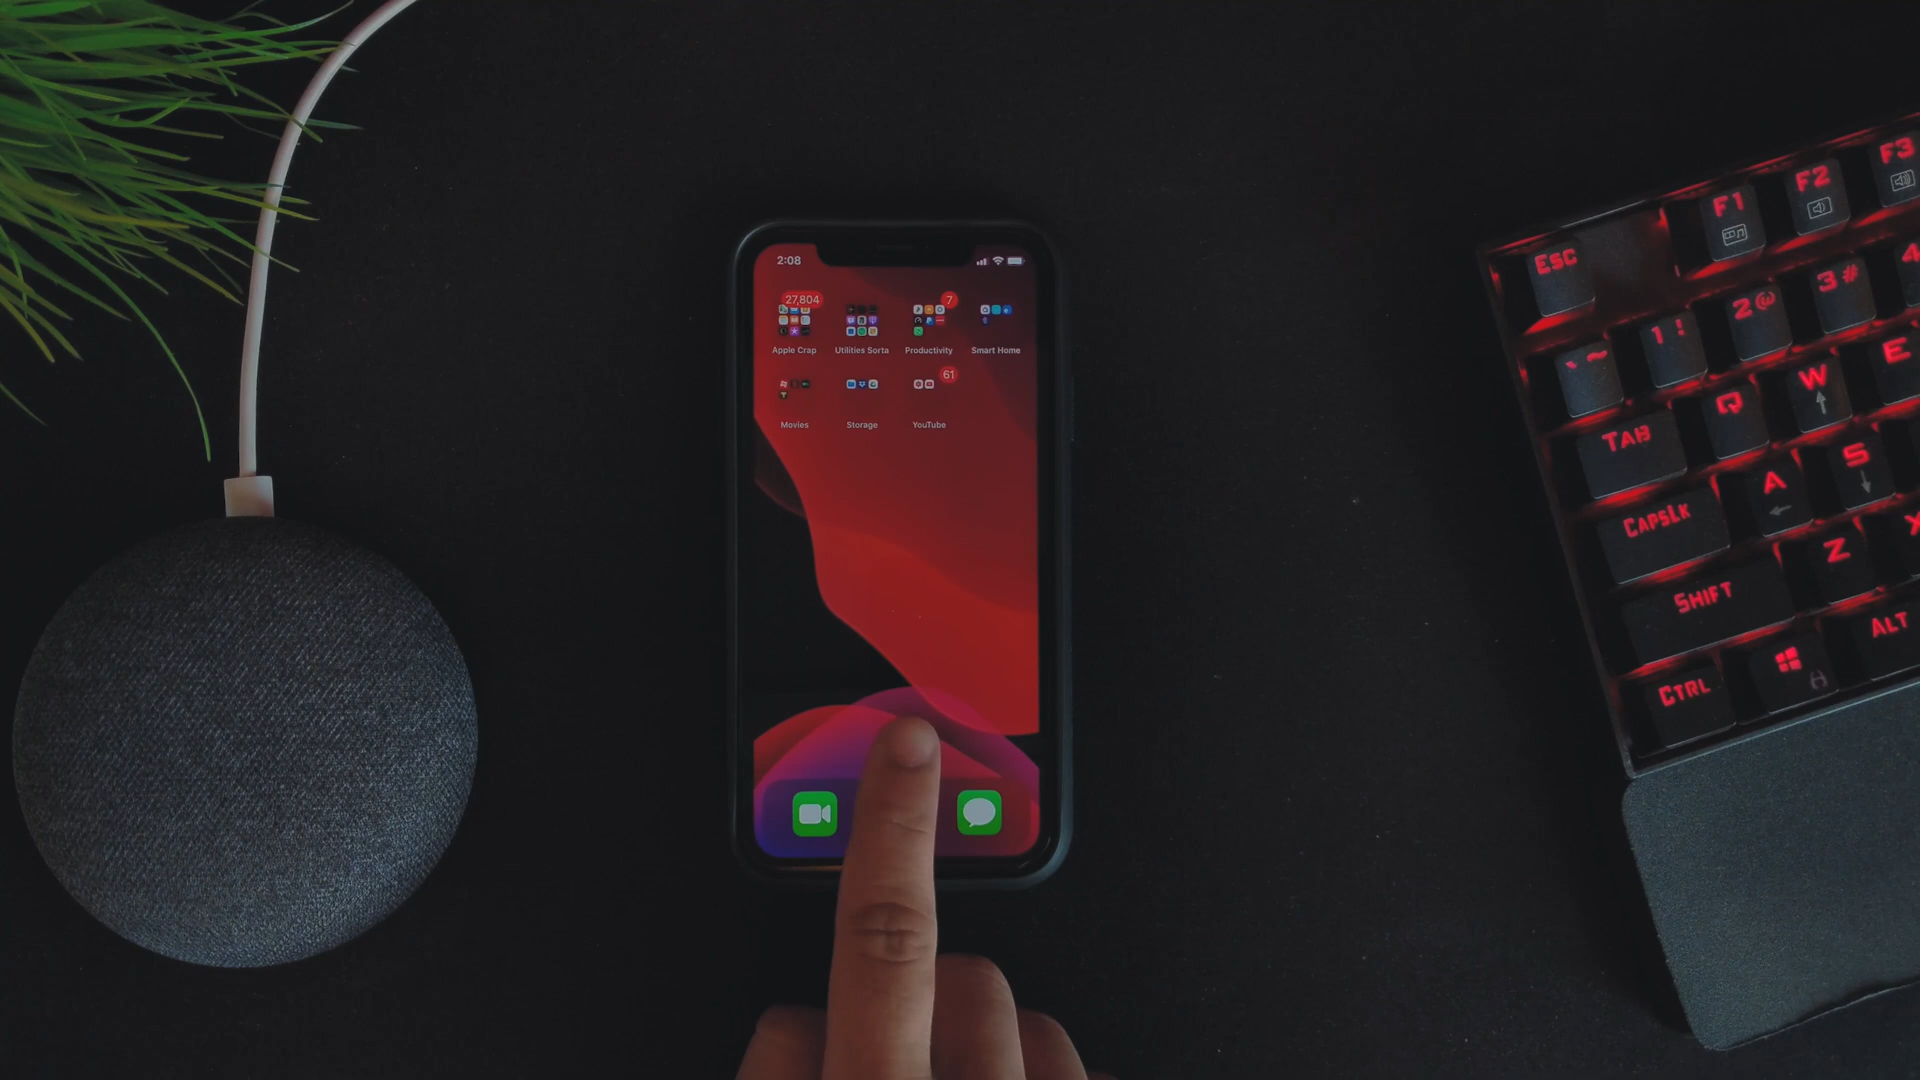 2:08
27,804
7
Apple Crap
Utilities Sorta
Productivity
Smart Home
61
Movies
Storage
YouTube
F1
F2
F3
ESC
` ~
1 !
2 @
3 #
4
TAB
Q
W
E
CAPSLK
A
S
SHIFT
Z
X
CTRL
ALT